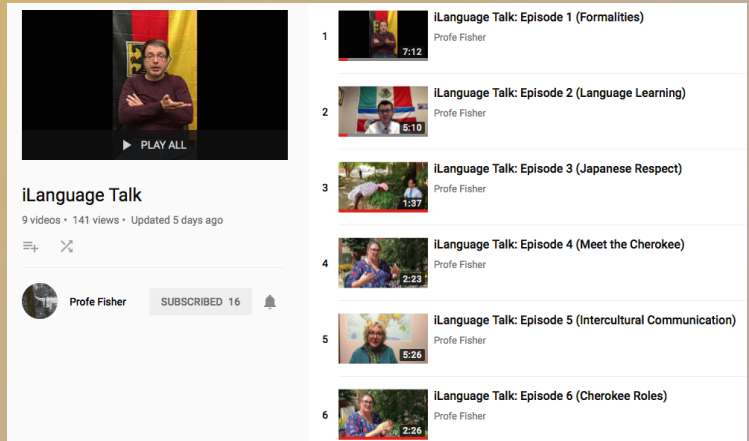 PLAY ALL
iLanguage Talk
9 videos • 141 views • Updated 5 days ago
Profe Fisher
SUBSCRIBED 16
1
7:12
iLanguage Talk: Episode 1 (Formalities)
Profe Fisher
2
5:10
iLanguage Talk: Episode 2 (Language Learning)
Profe Fisher
3
1:37
iLanguage Talk: Episode 3 (Japanese Respect)
Profe Fisher
4
2:23
iLanguage Talk: Episode 4 (Meet the Cherokee)
Profe Fisher
5
5:26
iLanguage Talk: Episode 5 (Intercultural Communication)
Profe Fisher
6
2:26
iLanguage Talk: Episode 6 (Cherokee Roles)
Profe Fisher